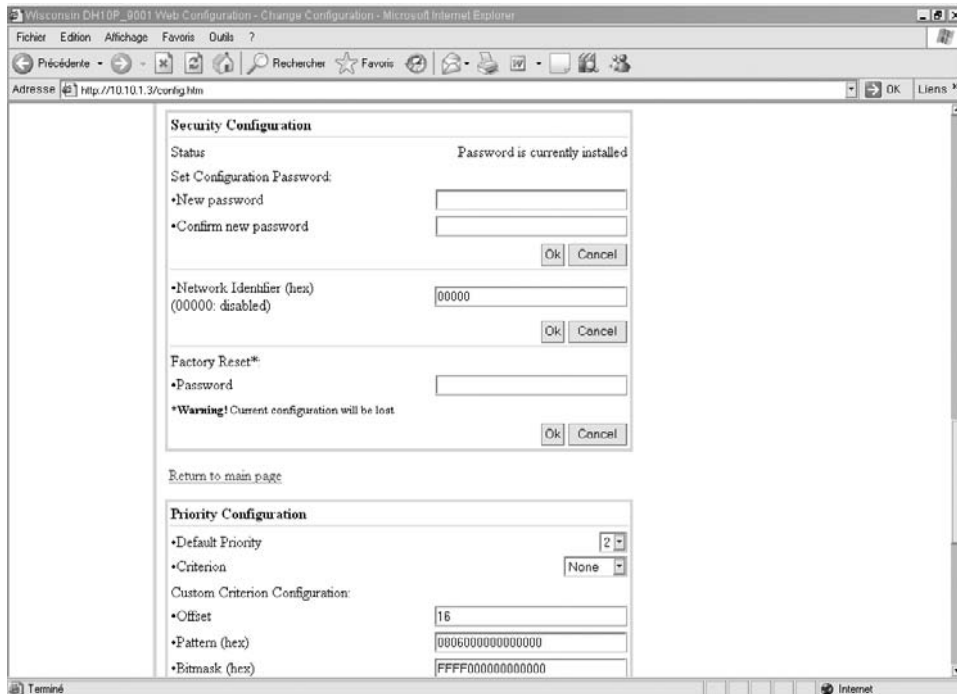 Wisconsin DH10P_9001 Web Configuration - Change Configuration - Microsoft Internet Explorer
Fichier Edition Affichage Favoris Outils ?
Précédente Rechercher Favoris
Adresse http://10.10.1.3/config.htm OK Liens »
Security Configuration
Status Password is currently installed
Set Configuration Password:
•New password
•Confirm new password
Ok Cancel
•Network Identifier (hex) 00000
(00000: disabled)
Ok Cancel
Factory Reset*:
•Password
*Warning! Current configuration will be lost
Ok Cancel
Return to main page
Priority Configuration
•Default Priority 2
•Criterion None
Custom Criterion Configuration:
•Offset 16
•Pattern (hex) 0806000000000000
•Bitmask (hex) FFFF000000000000
Terminé Internet